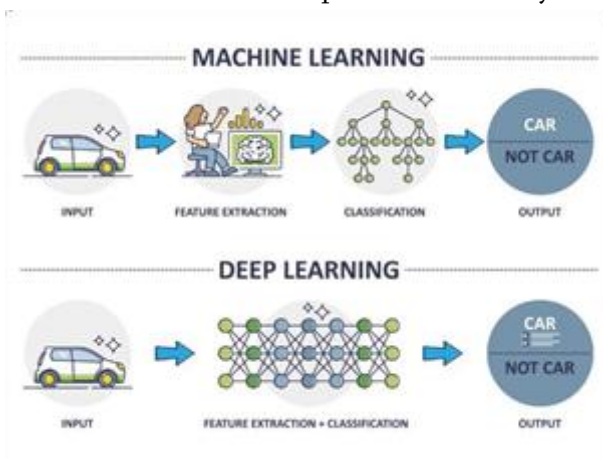 MACHINE LEARNING
CAR
NOT CAR
INPUT
FEATURE EXTRACTION
CLASSIFICATION
OUTPUT
DEEP LEARNING
CAR
NOT CAR
INPUT
FEATURE EXTRACTION + CLASSIFICATION
OUTPUT